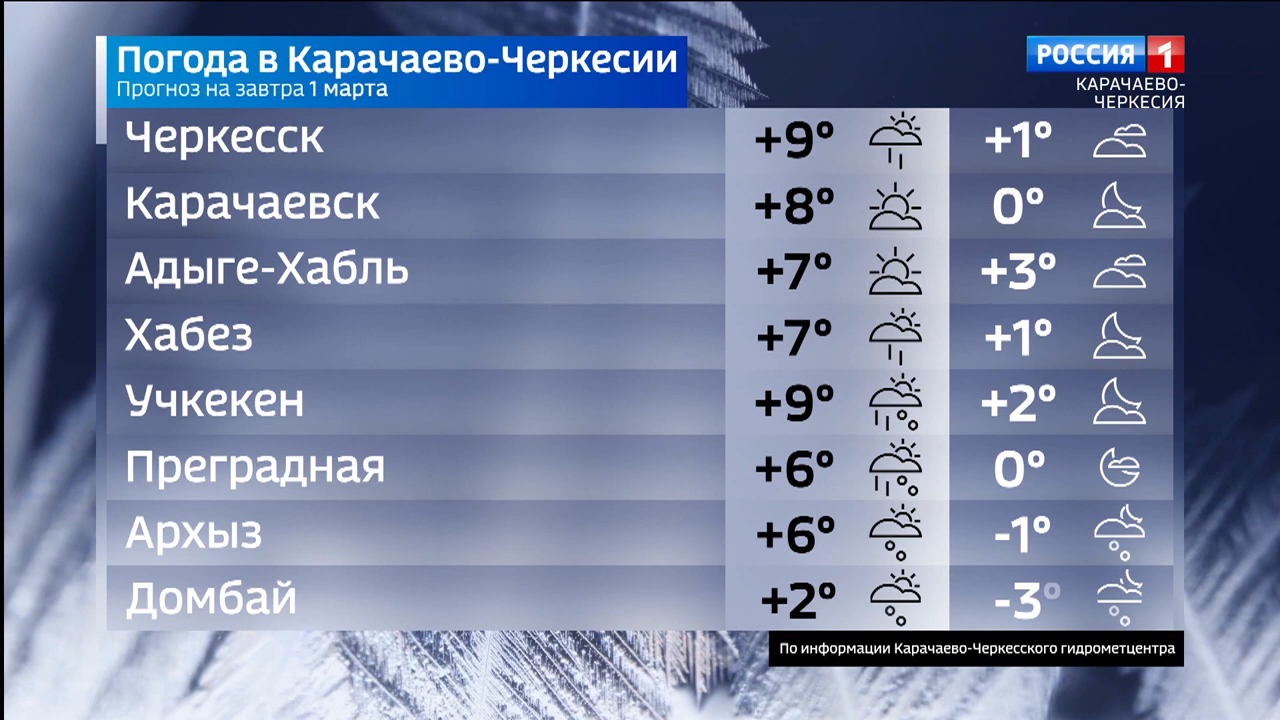 Погода в Карачаево-Черкесии
Прогноз на завтра 1 марта
РОССИЯ 1
КАРАЧАЕВО-
ЧЕРКЕСИЯ
Черкесск +9° +1°
Карачаевск +8° 0°
Адыге-Хабль +7° +3°
Хабез +7° +1°
Учкекен +9° +2°
Преградная +6° 0°
Архыз +6° -1°
Домбай +2° -3°
По информации Карачаево-Черкесского гидрометцентра